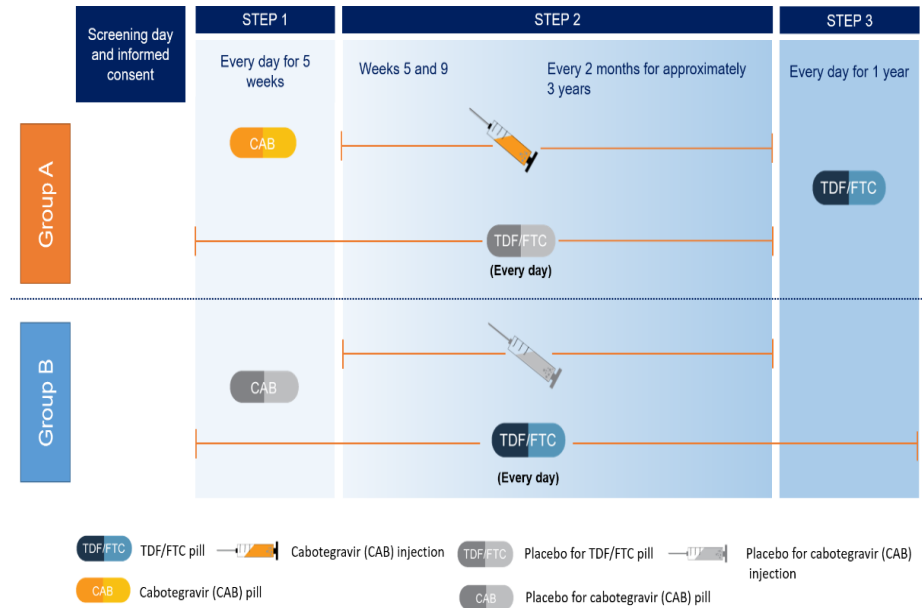 Screening day
and informed
consent
STEP 1
STEP 2
STEP 3
Every day for 5
weeks
Weeks 5 and 9
Every 2 months for approximately
3 years
Every day for 1 year
Group A
CAB
TDF/FTC
TDF/FTC
(Every day)
Group B
CAB
TDF/FTC
(Every day)
TDF/FTC
TDF/FTC pill
Cabotegravir (CAB) injection
TDF/FTC
Placebo for TDF/FTC pill
Placebo for cabotegravir (CAB)
injection
CAB
Cabotegravir (CAB) pill
CAB
Placebo for cabotegravir (CAB) pill